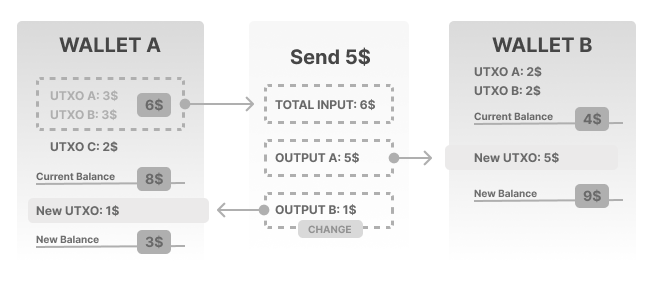 WALLET A
UTXO A: 3$
UTXO B: 3$
6$
UTXO C: 2$
Current Balance
8$
New UTXO: 1$
New Balance
3$
Send 5$
TOTAL INPUT: 6$
OUTPUT A: 5$
OUTPUT B: 1$
CHANGE
WALLET B
UTXO A: 2$
UTXO B: 2$
Current Balance
4$
New UTXO: 5$
New Balance
9$